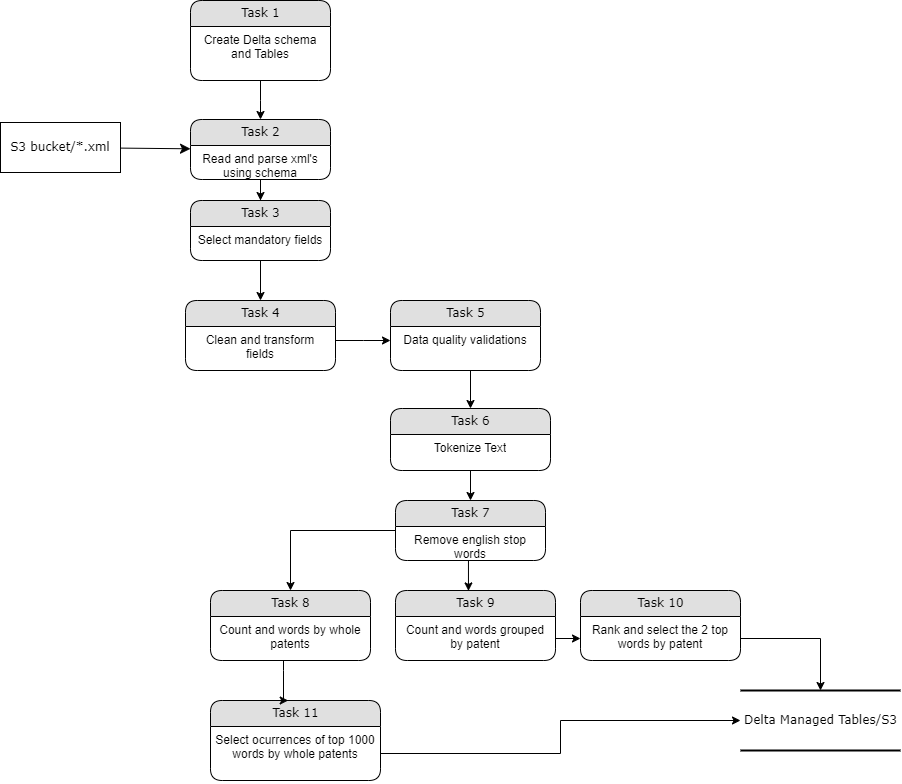 Task 1
Create Delta schema
and Tables
S3 bucket/*.xml
Task 2
Read and parse xml's
using schema
Task 3
Select mandatory fields
Task 4
Clean and transform
fields
Task 5
Data quality validations
Task 6
Tokenize Text
Task 7
Remove english stop
words
Task 8
Count and words by whole
patents
Task 9
Count and words grouped
by patent
Task 10
Rank and select the 2 top
words by patent
Task 11
Select ocurrences of top 1000
words by whole patents
Delta Managed Tables/S3